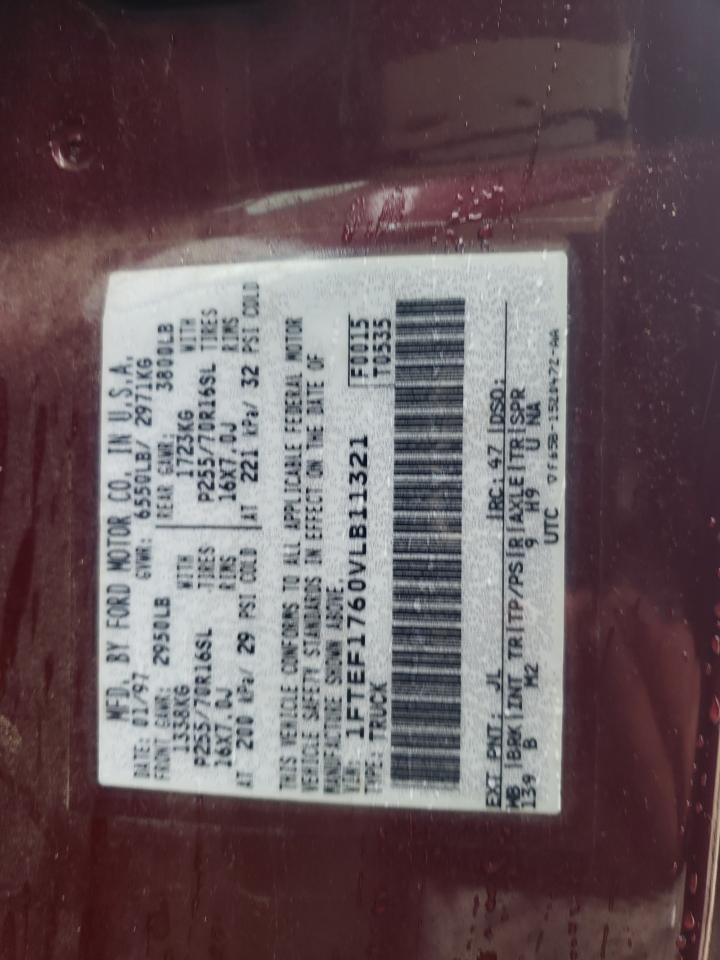 MFD. BY FORD MOTOR CO. IN U.S.A.
DATE: 01/97 GVWR: 6550LB/ 2971KG
FRONT GAWR: 2950LB REAR GAWR: 3800LB
1338KG WITH 1723KG WITH
P255/70R16SL TIRES P255/70R16SL TIRES
16X7.0J RIMS 16X7.0J RIMS
AT 200 kPa/ 29 PSI COLD AT 221 kPa/ 32 PSI COLD
THIS VEHICLE CONFORMS TO ALL APPLICABLE FEDERAL MOTOR
VEHICLE SAFETY STANDARDS IN EFFECT ON THE DATE OF
MANUFACTURE SHOWN ABOVE.
VIN: 1FTEF1760VLB11321 F0015
TYPE: TRUCK T0535
EXT PNT: JL RC: 47 DSO:
WB BRK INT TR TP/PS R AXLE TR SPR
139 B M2 9 H9 U NA
UTC